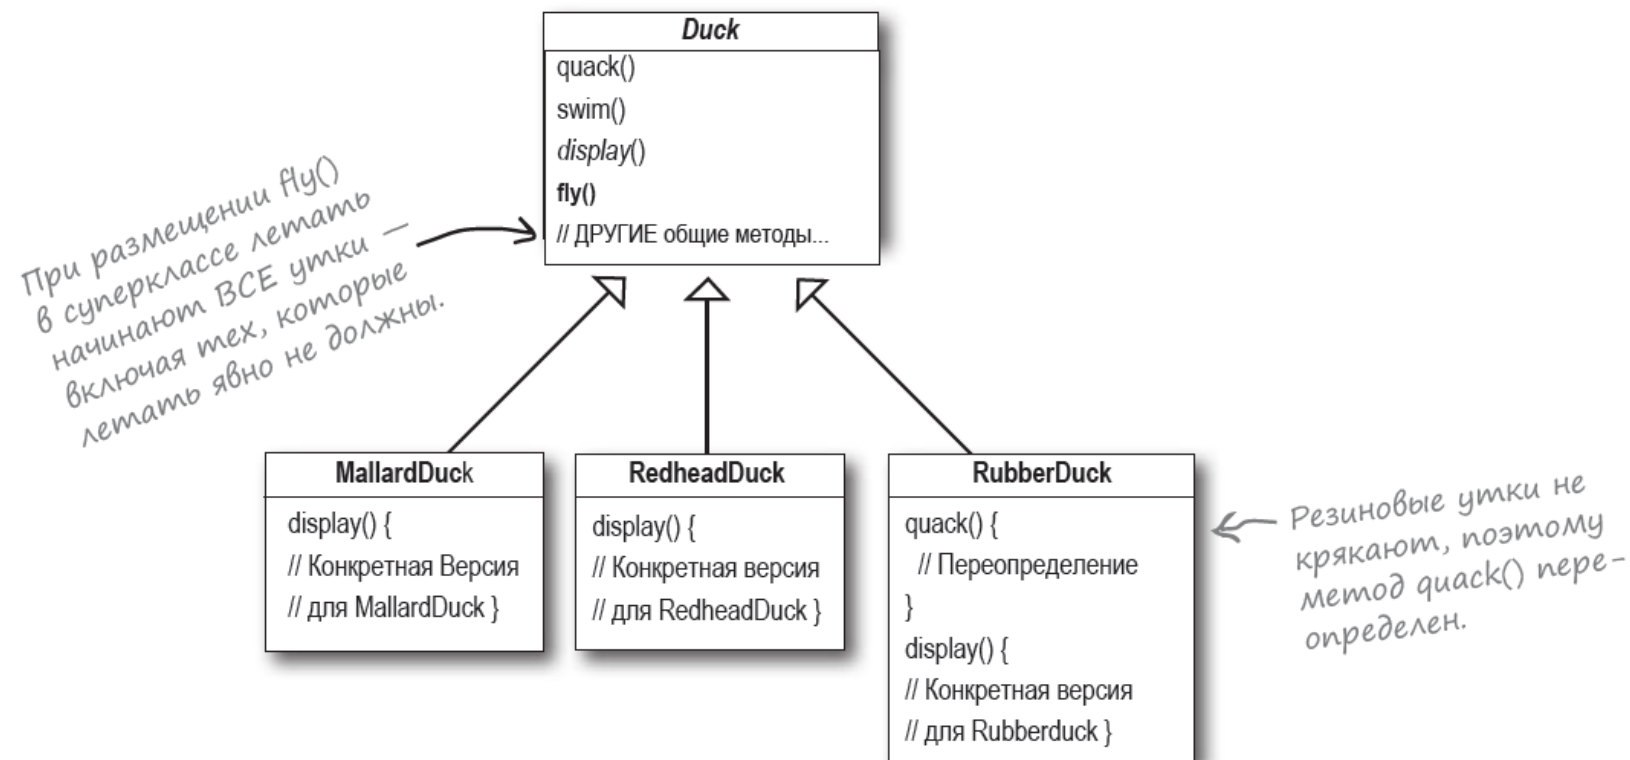 Duck
quack()
swim()
display()
fly()
// ДРУГИЕ общие методы...
При размещении fly()
в суперклассе летать
начинают ВСЕ утки —
включая тех, которые
летать явно не должны.
MallardDuck
display() {
// Конкретная Версия
// для MallardDuck }
RedheadDuck
display() {
// Конкретная версия
// для RedheadDuck }
RubberDuck
quack() {
// Переопределение
}
display() {
// Конкретная версия
// для Rubberduck }
Резиновые утки не
крякают, поэтому
метод quack() пере-
определен.